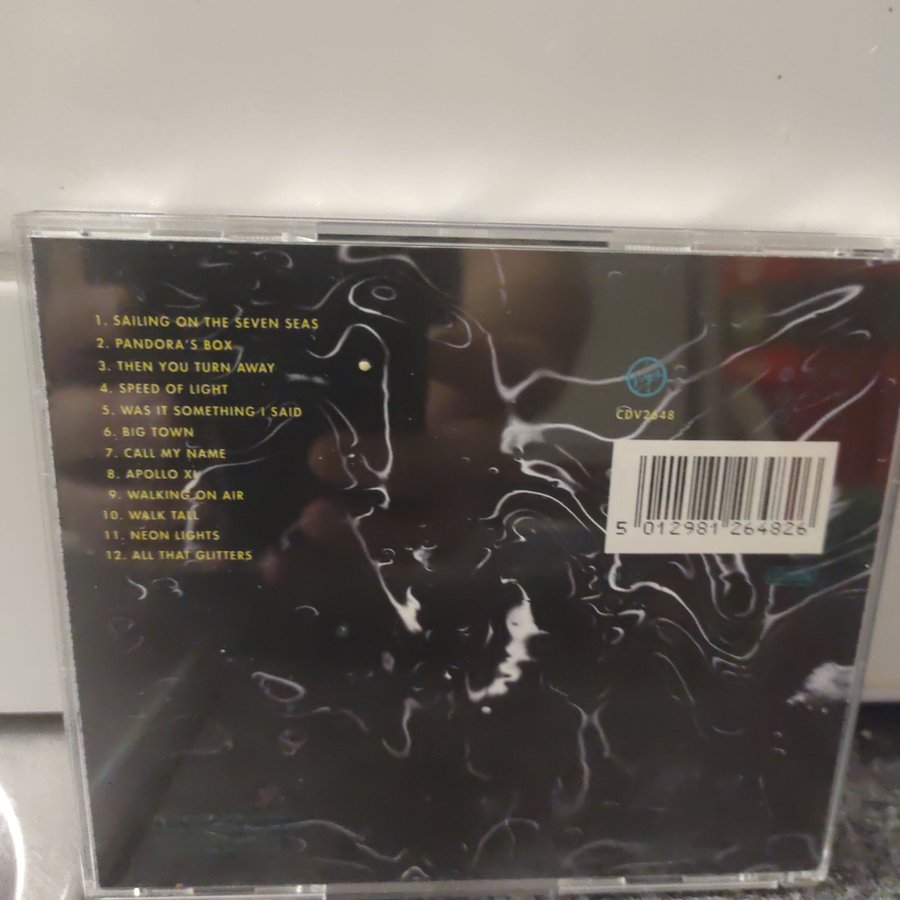 1. SAILING ON THE SEVEN SEAS
2. PANDORA'S BOX
3. THEN YOU TURN AWAY
4. SPEED OF LIGHT
5. WAS IT SOMETHING I SAID
6. BIG TOWN
7. CALL MY NAME
8. APOLLO XI
9. WALKING ON AIR
10. WALK TALL
11. NEON LIGHTS
12. ALL THAT GLITTERS
Virgin
CDV2648
5 012981 264826